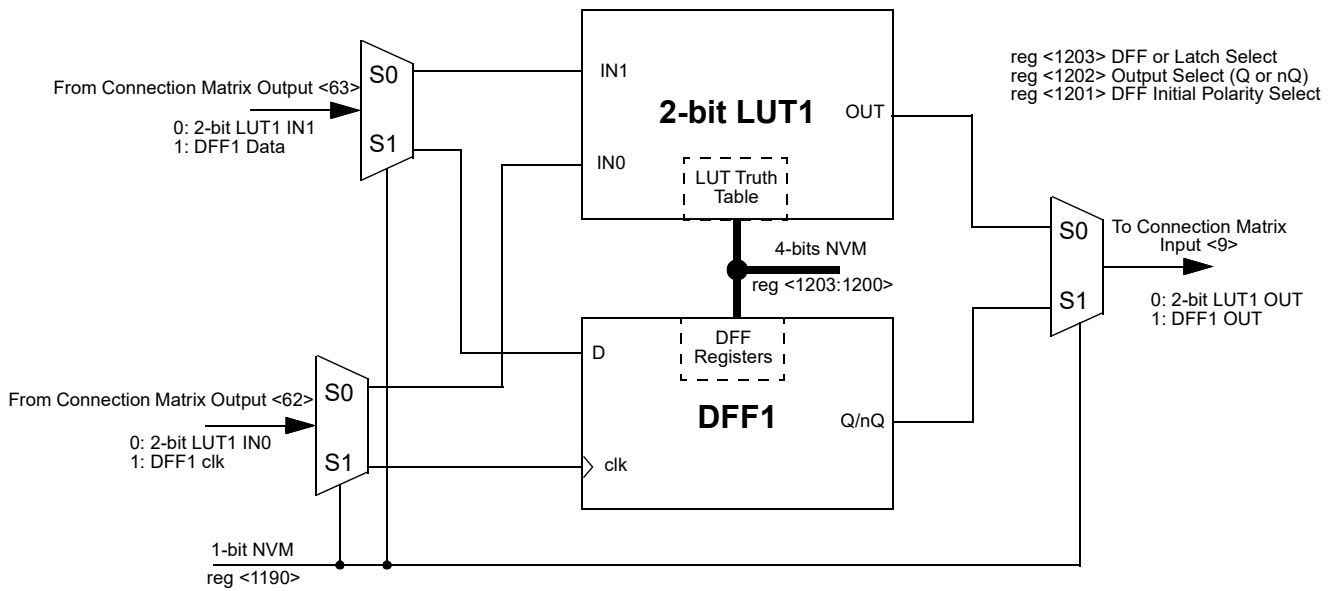 reg <1203> DFF or Latch Select
reg <1202> Output Select (Q or nQ)
reg <1201> DFF Initial Polarity Select
From Connection Matrix Output <63>
0: 2-bit LUT1 IN1
1: DFF1 Data
S0
S1
IN1
IN0
2-bit LUT1
OUT
LUT Truth
Table
4-bits NVM
reg <1203:1200>
S0
S1
To Connection Matrix
Input <9>
0: 2-bit LUT1 OUT
1: DFF1 OUT
From Connection Matrix Output <62>
0: 2-bit LUT1 IN0
1: DFF1 clk
S0
S1
D
clk
DFF
Registers
DFF1
Q/nQ
1-bit NVM
reg <1190>